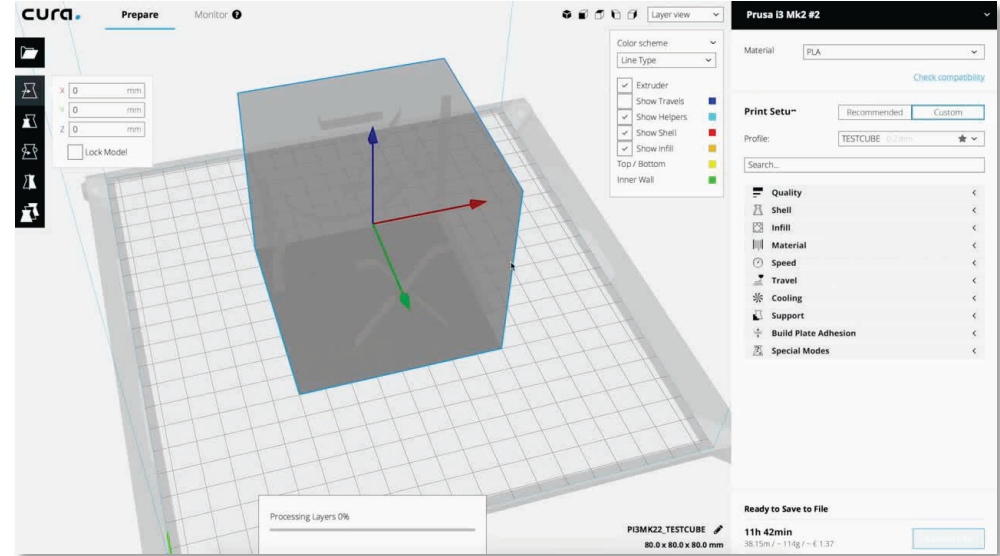 cura.
Prepare
Monitor
Layer view
Prusa i3 Mk2 #2
Color scheme
Line Type
Extruder
Show Travels
Show Helpers
Show Shell
Show Infill
Top / Bottom
Inner Wall
X 0 mm
Y 0 mm
Z 0 mm
Lock Model
Material
PLA
Check compatibility
Print Setu
Recommended
Custom
Profile:
TESTCUBE 0.2mm
Search...
Quality
Shell
Infill
Material
Speed
Travel
Cooling
Support
Build Plate Adhesion
Special Modes
Processing Layers 0%
PI3MK22_TESTCUBE
80.0 x 80.0 x 80.0 mm
Ready to Save to File
11h 42min
38.15m / ~ 114g / ~ € 1.37